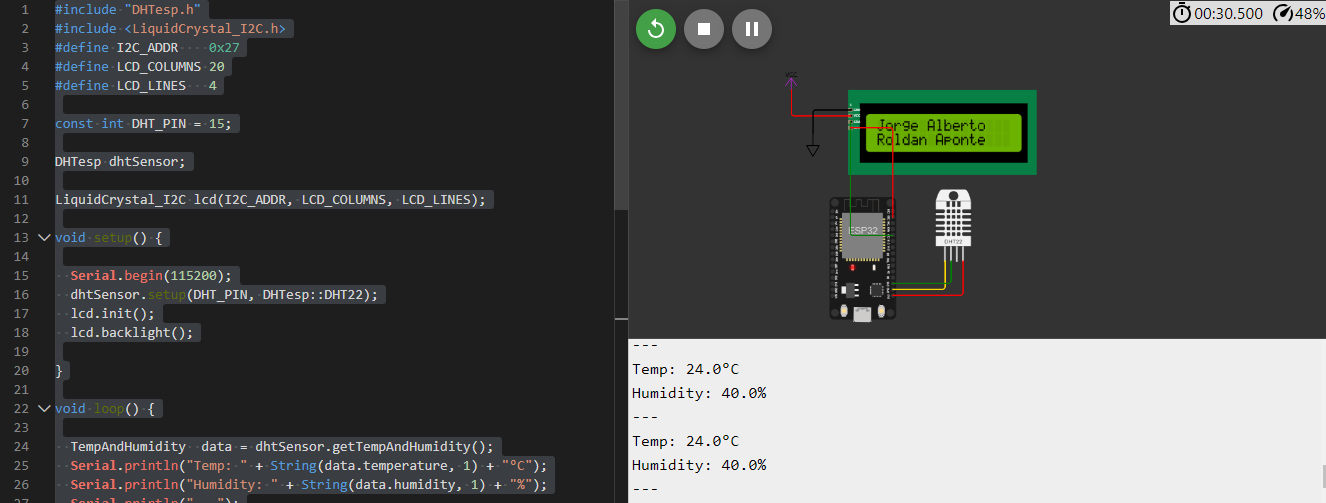 1 #include "DHTesp.h"
2 #include <LiquidCrystal_I2C.h>
3 #define I2C_ADDR    0x27
4 #define LCD_COLUMNS 20
5 #define LCD_LINES   4
6
7 const int DHT_PIN = 15;
8
9 DHTesp dhtSensor;
10
11 LiquidCrystal_I2C lcd(I2C_ADDR, LCD_COLUMNS, LCD_LINES);
12
13 void setup() {
14
15   Serial.begin(115200);
16   dhtSensor.setup(DHT_PIN, DHTesp::DHT22);
17   lcd.init();
18   lcd.backlight();
19
20 }
21
22 void loop() {
23
24   TempAndHumidity  data = dhtSensor.getTempAndHumidity();
25   Serial.println("Temp: " + String(data.temperature, 1) + "°C");
26   Serial.println("Humidity: " + String(data.humidity, 1) + "%");
27   Serial.println("---");
00:30.500 48%
VCC
Jorge Alberto
Roldan Aponte
ESP32
DHT22
---
Temp: 24.0°C
Humidity: 40.0%
---
Temp: 24.0°C
Humidity: 40.0%
---